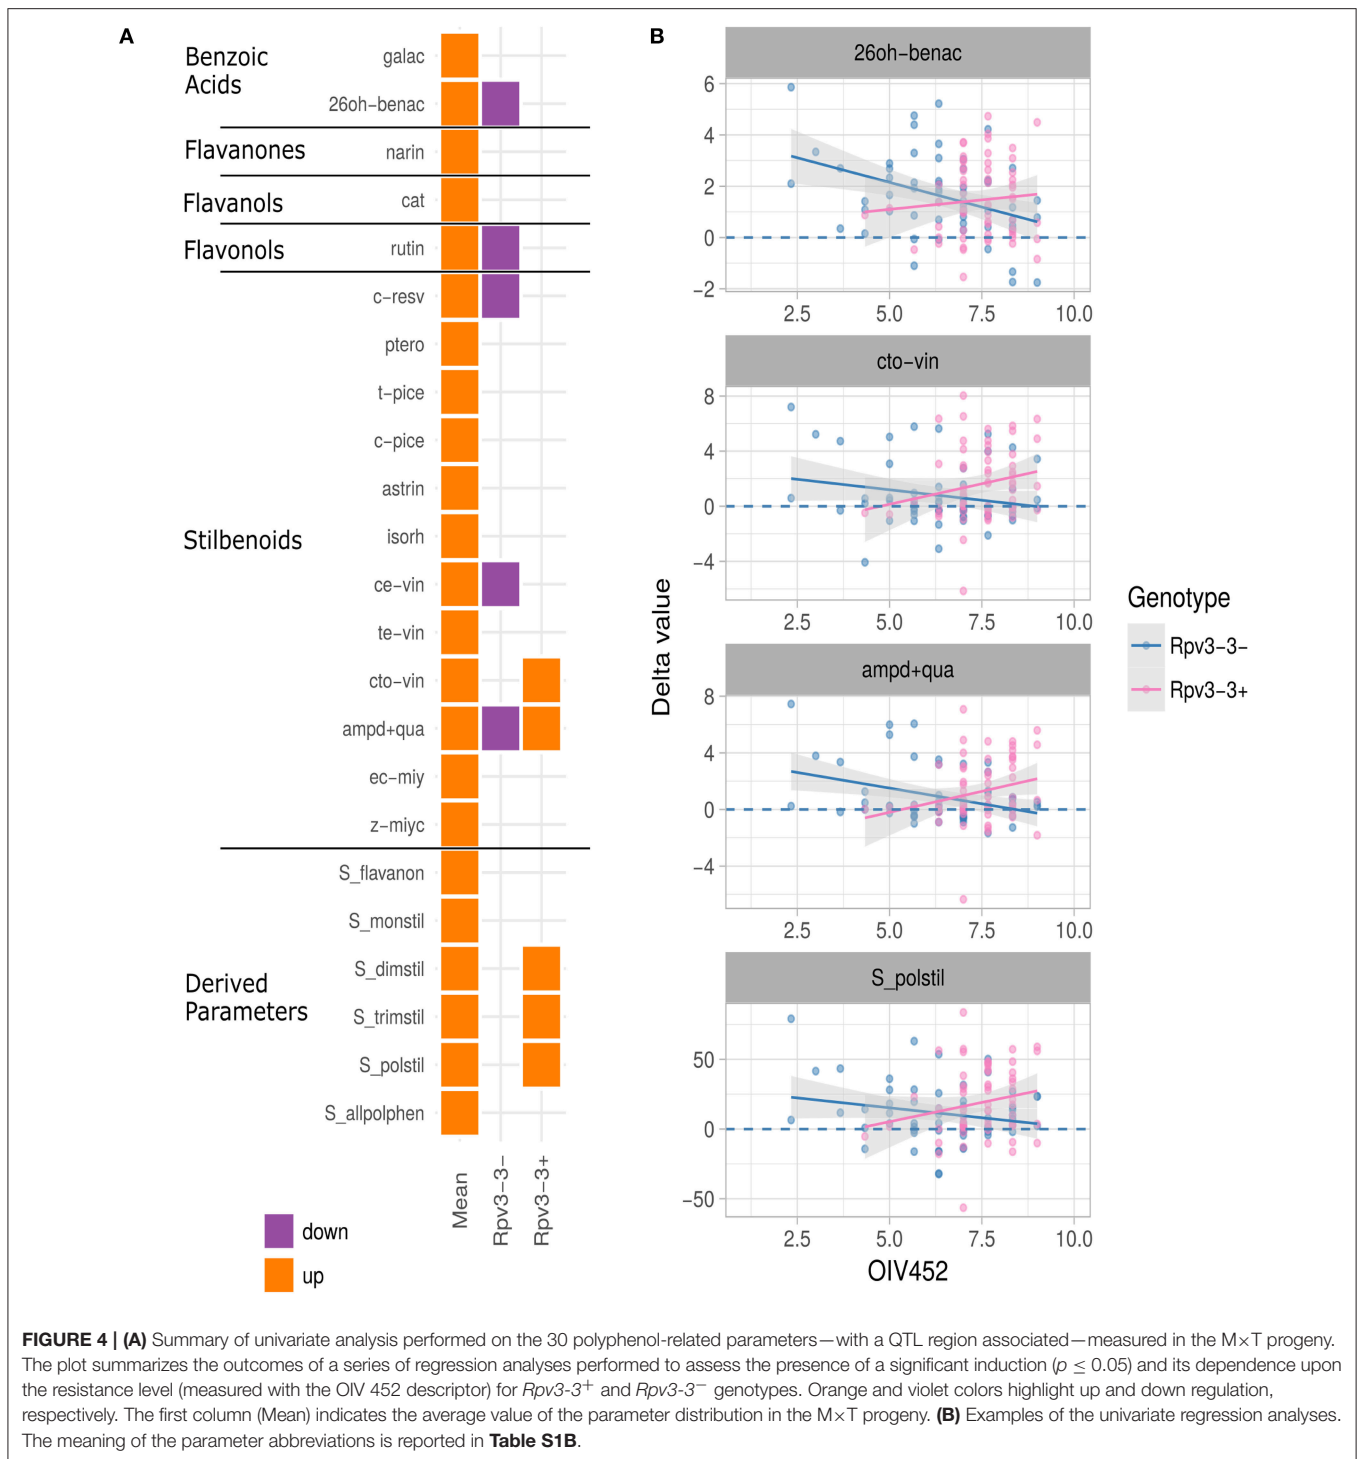 A
Benzoic
Acids
galac
26oh−benac
Flavanones
narin
Flavanols
cat
Flavonols
rutin
Stilbenoids
c−resv
ptero
t−pice
c−pice
astrin
isorh
ce−vin
te−vin
cto−vin
ampd+qua
ec−miy
z−miyc
Derived
Parameters
S_flavanon
S_monstil
S_dimstil
S_trimstil
S_polstil
S_allpolphen
Mean
Rpv3−3−
Rpv3−3+
down
up
B
Delta value
26oh−benac
6
4
2
0
−2
2.5 5.0 7.5 10.0
cto−vin
8
4
0
−4
2.5 5.0 7.5 10.0
ampd+qua
8
4
0
−4
2.5 5.0 7.5 10.0
S_polstil
50
0
−50
2.5 5.0 7.5 10.0
OIV452
Genotype
Rpv3−3−
Rpv3−3+
FIGURE 4 | (A) Summary of univariate analysis performed on the 30 polyphenol-related parameters—with a QTL region associated—measured in the M×T progeny.
The plot summarizes the outcomes of a series of regression analyses performed to assess the presence of a significant induction (p ≤ 0.05) and its dependence upon
the resistance level (measured with the OIV 452 descriptor) for Rpv3-3⁺ and Rpv3-3⁻ genotypes. Orange and violet colors highlight up and down regulation,
respectively. The first column (Mean) indicates the average value of the parameter distribution in the M×T progeny. (B) Examples of the univariate regression analyses.
The meaning of the parameter abbreviations is reported in Table S1B.